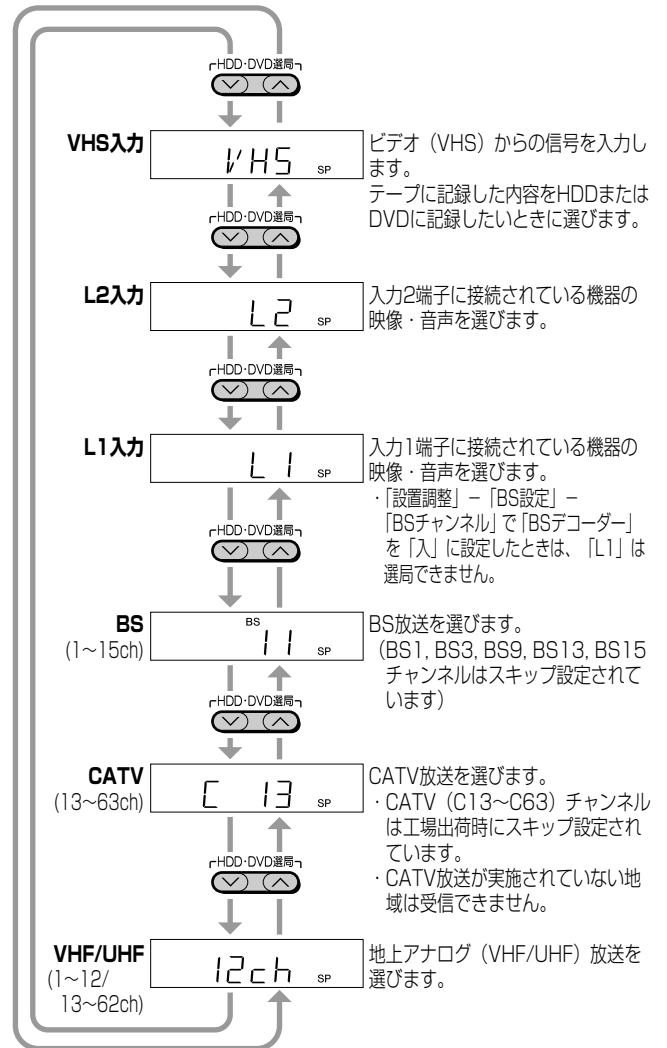 HDD·DVD選局
VHS入力
VHS SP
ビデオ（VHS）からの信号を入力し
ます。
テープに記録した内容をHDDまたは
DVDに記録したいときに選びます。
HDD·DVD選局
L2入力
L2 SP
入力2端子に接続されている機器の
映像・音声を選びます。
HDD·DVD選局
L1入力
L1 SP
入力1端子に接続されている機器の
映像・音声を選びます。
・「設置調整」－「BS設定」－
「BSチャンネル」で「BSデコーダー」
を「入」に設定したときは、「L1」は
選局できません。
HDD·DVD選局
BS
(1~15ch)
BS
11 SP
BS放送を選びます。
（BS1, BS3, BS9, BS13, BS15
チャンネルはスキップ設定されて
います）
HDD·DVD選局
CATV
(13~63ch)
C 13 SP
CATV放送を選びます。
・CATV（C13~C63）チャンネル
は工場出荷時にスキップ設定され
ています。
・CATV放送が実施されていない地
域は受信できません。
HDD·DVD選局
VHF/UHF
(1~12/
13~62ch)
12ch SP
地上アナログ（VHF/UHF）放送を
選びます。